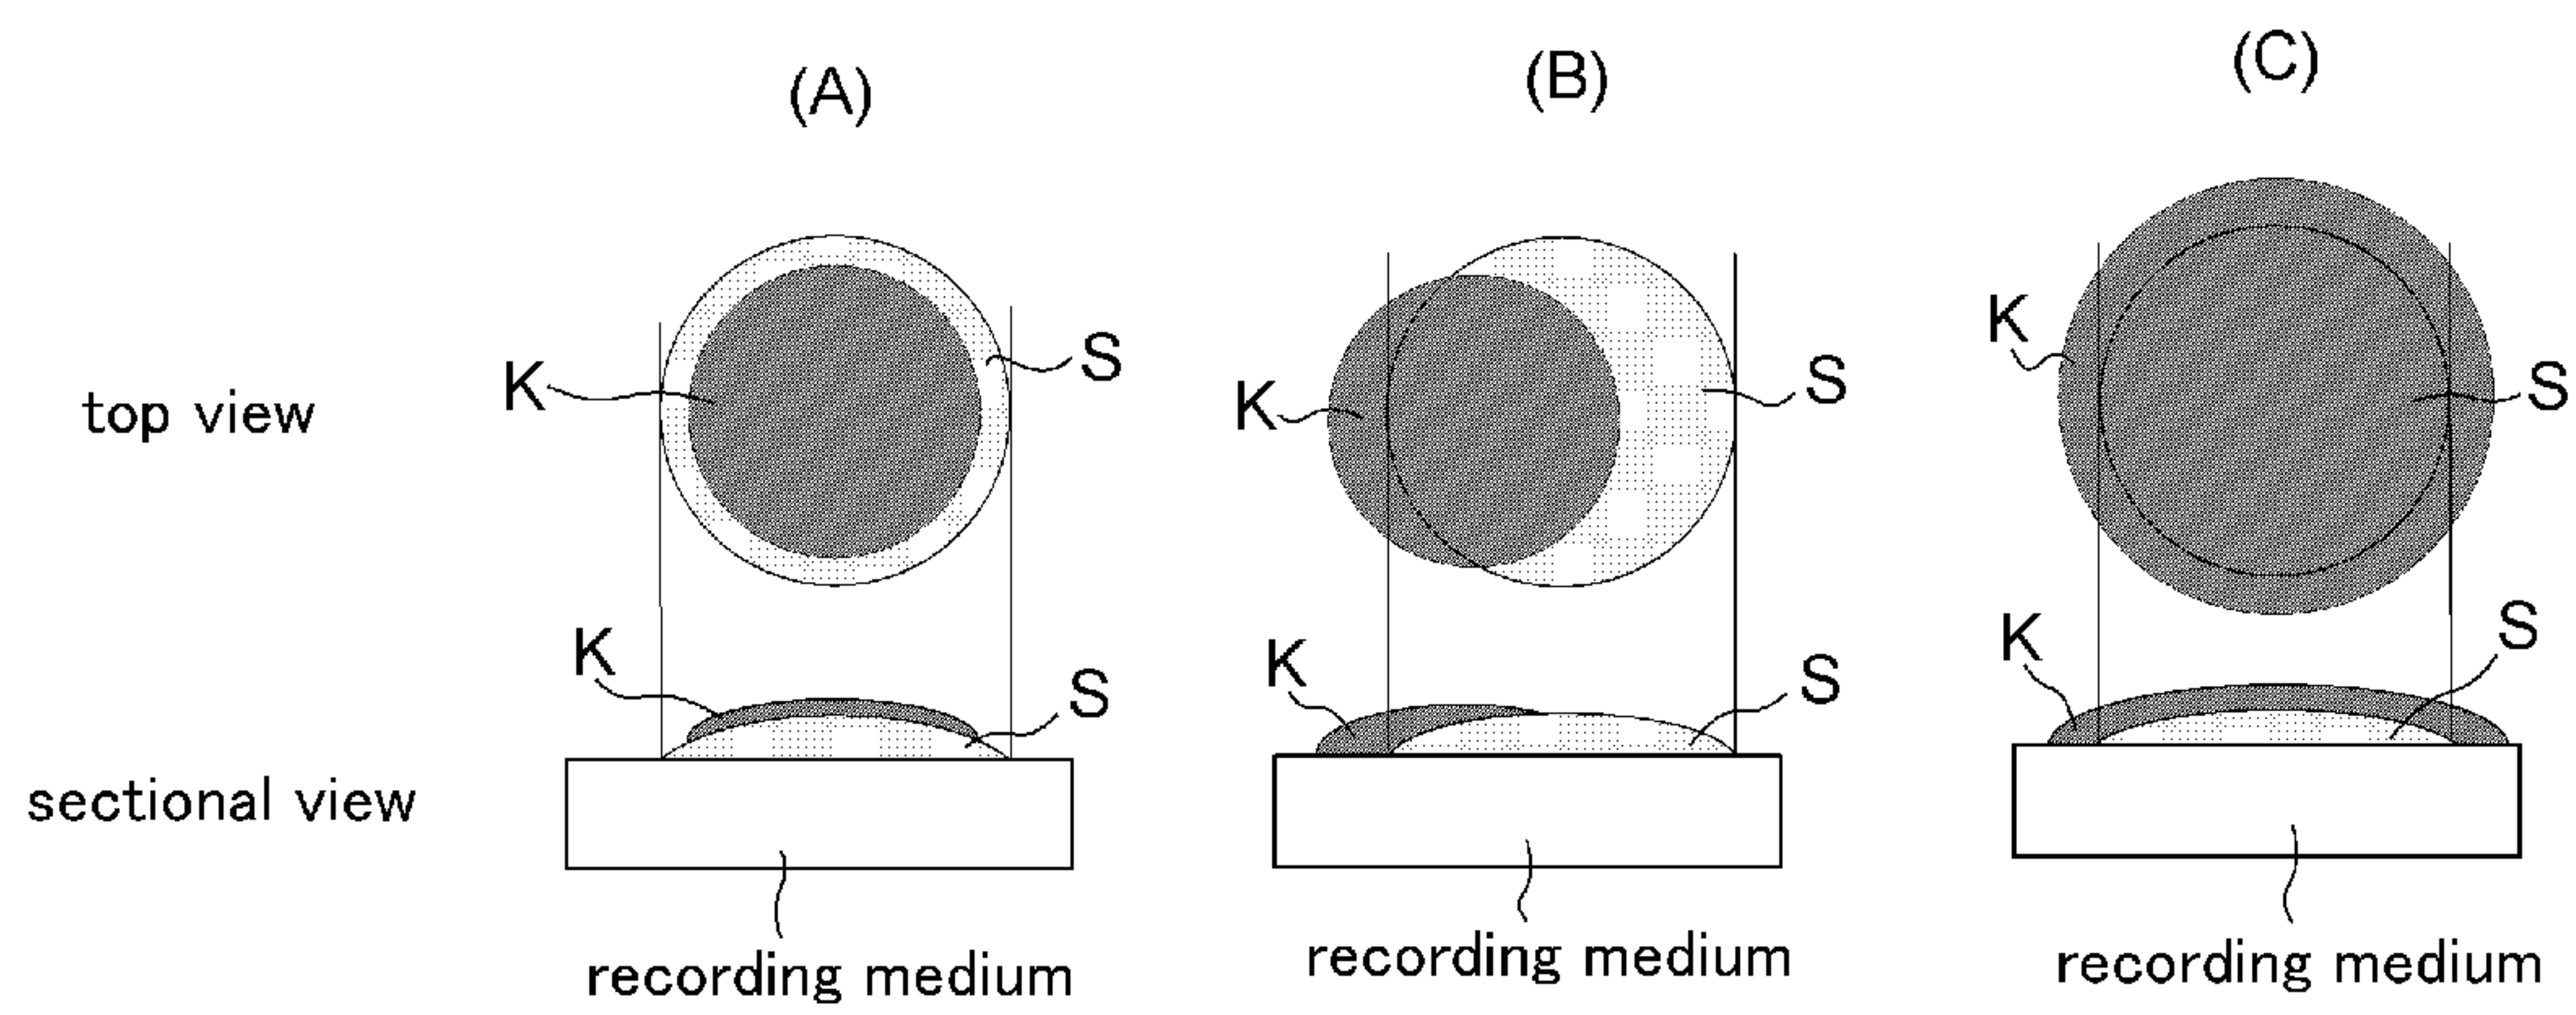 (A)
(B)
(C)
top view
K
S
K
S
K
S
sectional view
K
S
K
S
K
S
recording medium
recording medium
recording medium